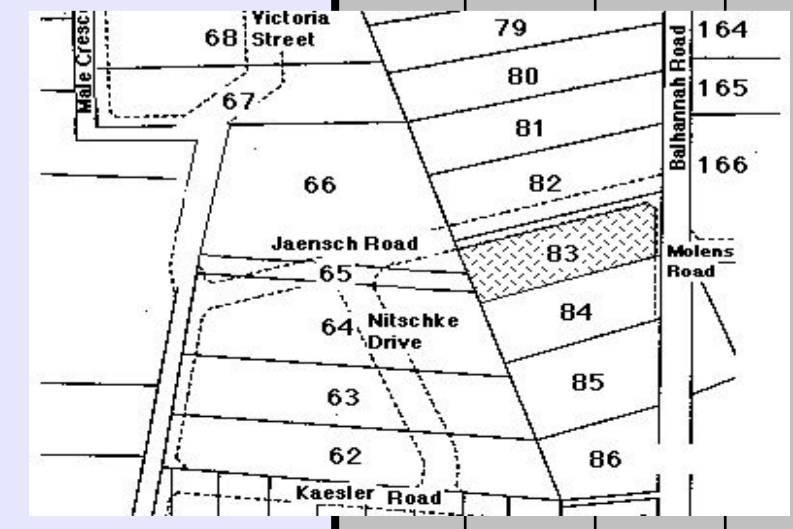 Male Cresc
68
Victoria
Street
79
Balhannah Road
164
80
165
67
81
66
82
166
Jaensch Road
83
Molens
Road
65
84
64
Nitschke
Drive
85
63
62
86
Kaesler Road